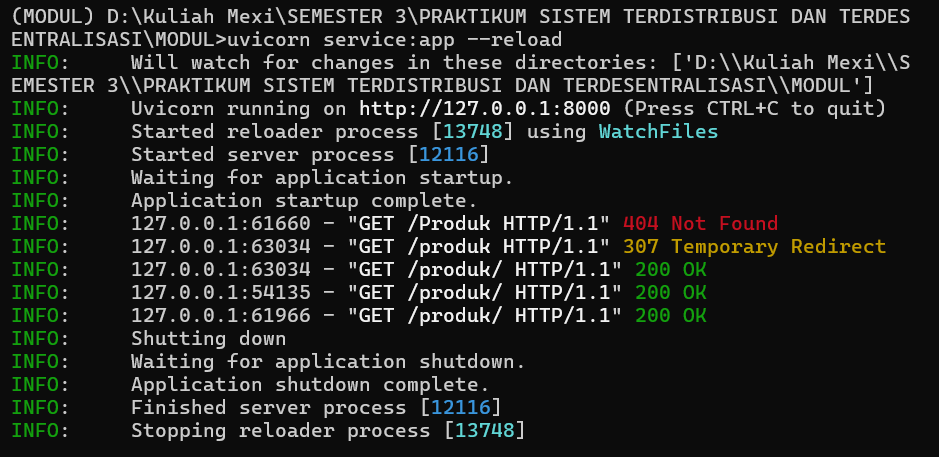 (MODUL) D:\Kuliah Mexi\SEMESTER 3\PRAKTIKUM SISTEM TERDISTRIBUSI DAN TERDES
ENTRALISASI\MODUL>uvicorn service:app --reload
INFO:     Will watch for changes in these directories: ['D:\\Kuliah Mexi\\S
EMESTER 3\\PRAKTIKUM SISTEM TERDISTRIBUSI DAN TERDESENTRALISASI\\MODUL']
INFO:     Uvicorn running on http://127.0.0.1:8000 (Press CTRL+C to quit)
INFO:     Started reloader process [13748] using WatchFiles
INFO:     Started server process [12116]
INFO:     Waiting for application startup.
INFO:     Application startup complete.
INFO:     127.0.0.1:61660 - "GET /Produk HTTP/1.1" 404 Not Found
INFO:     127.0.0.1:63034 - "GET /produk HTTP/1.1" 307 Temporary Redirect
INFO:     127.0.0.1:63034 - "GET /produk/ HTTP/1.1" 200 OK
INFO:     127.0.0.1:54135 - "GET /produk/ HTTP/1.1" 200 OK
INFO:     127.0.0.1:61966 - "GET /produk/ HTTP/1.1" 200 OK
INFO:     Shutting down
INFO:     Waiting for application shutdown.
INFO:     Application shutdown complete.
INFO:     Finished server process [12116]
INFO:     Stopping reloader process [13748]